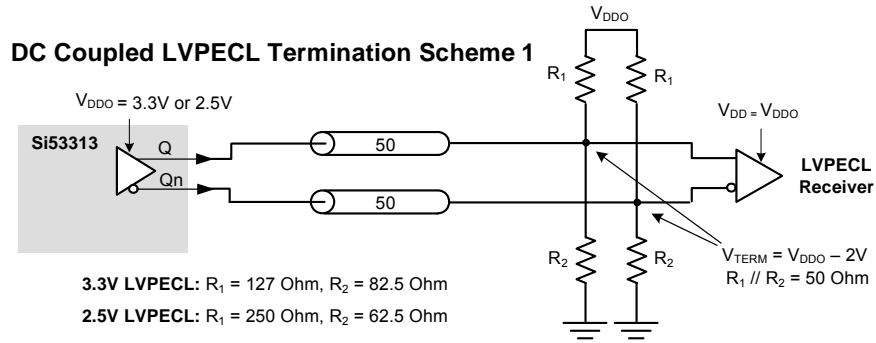 DC Coupled LVPECL Termination Scheme 1
VDDO
R1
R1
VDDO = 3.3V or 2.5V
VDD = VDDO
Si53313
Q
50
Qn
50
LVPECL
Receiver
R2
R2
VTERM = VDDO – 2V
R1 // R2 = 50 Ohm
3.3V LVPECL: R1 = 127 Ohm, R2 = 82.5 Ohm
2.5V LVPECL: R1 = 250 Ohm, R2 = 62.5 Ohm